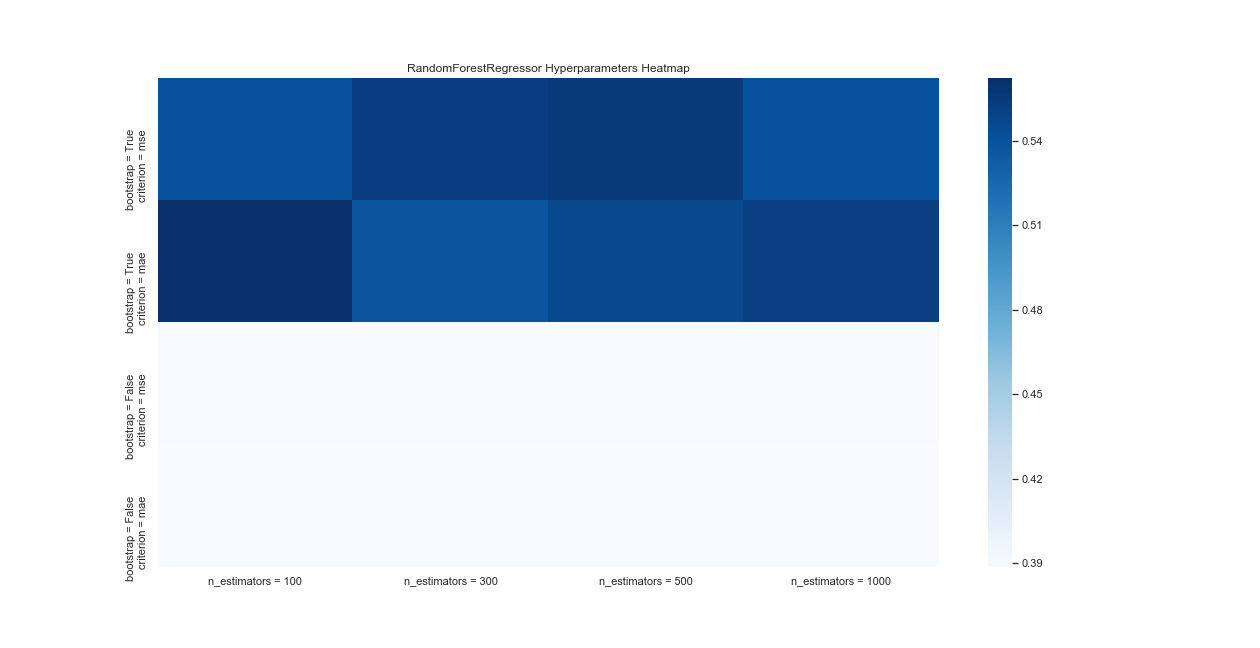 RandomForestRegressor Hyperparameters Heatmap
bootstrap = True
criterion = mse
bootstrap = True
criterion = mae
bootstrap = False
criterion = mse
bootstrap = False
criterion = mae
n_estimators = 100
n_estimators = 300
n_estimators = 500
n_estimators = 1000
0.54
0.51
0.48
0.45
0.42
0.39